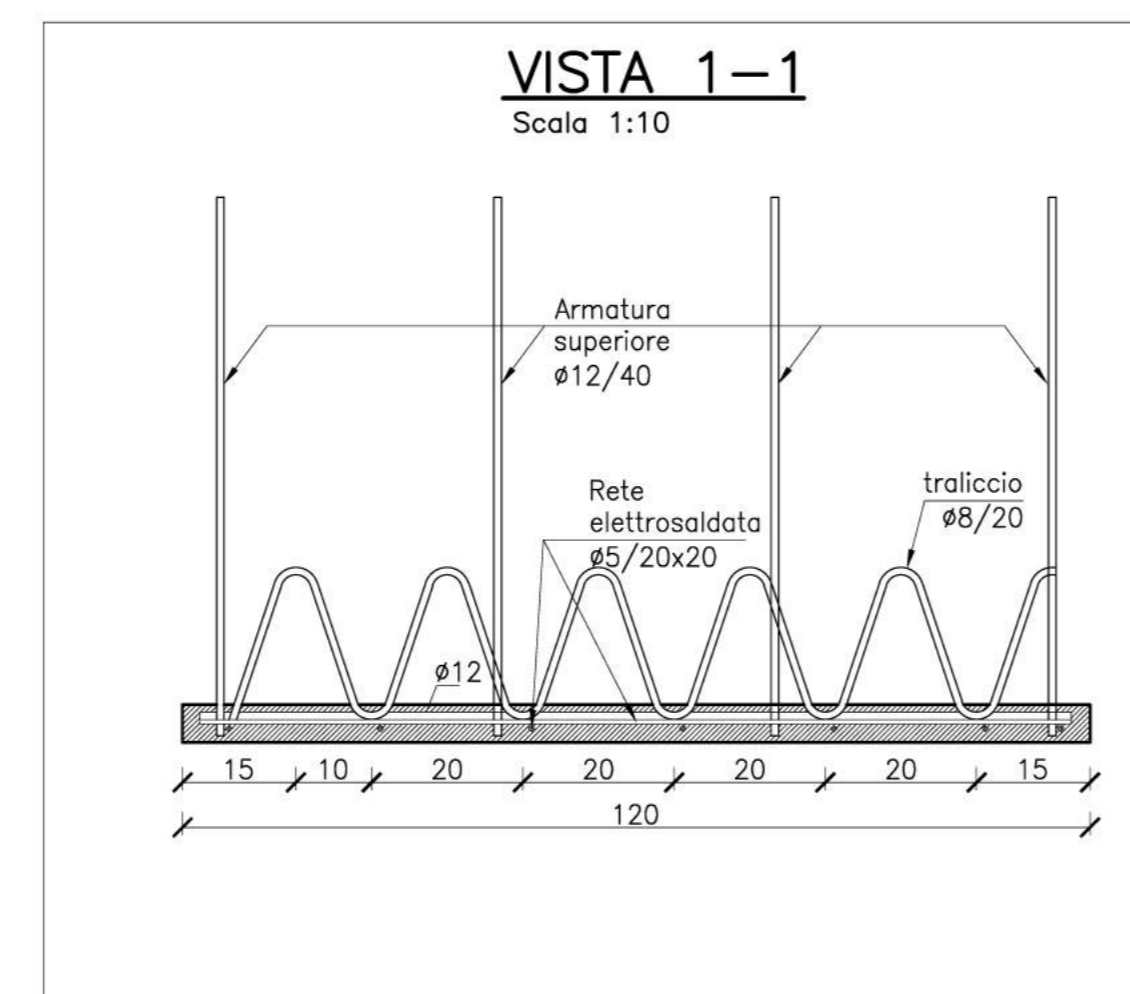 VISTA 1-1
Scala 1:10
Armatura
superiore
ø12/40
Rete
elettrosaldata
ø5/20x20
traliccio
ø8/20
ø12
15 10 20 20 20 20 15
120